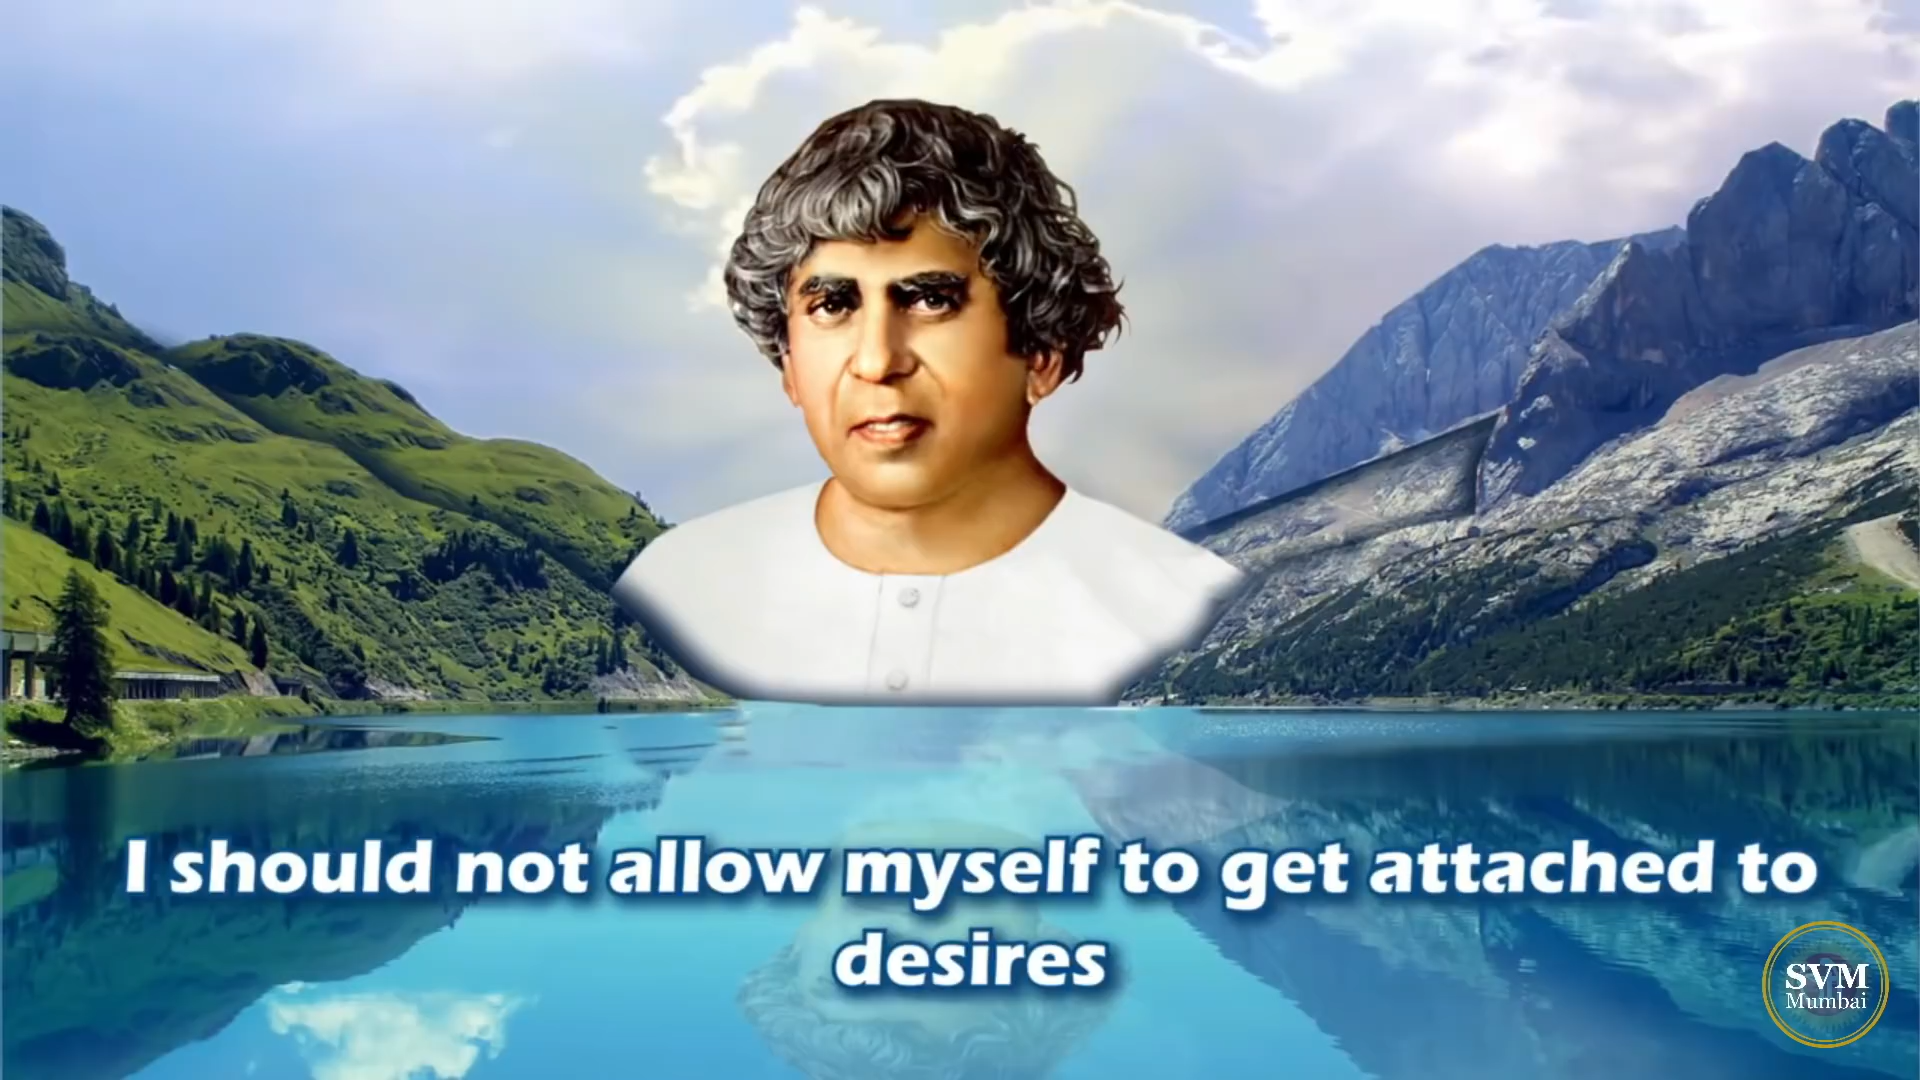 I should not allow myself to get attached to
desires
SVM
Mumbai